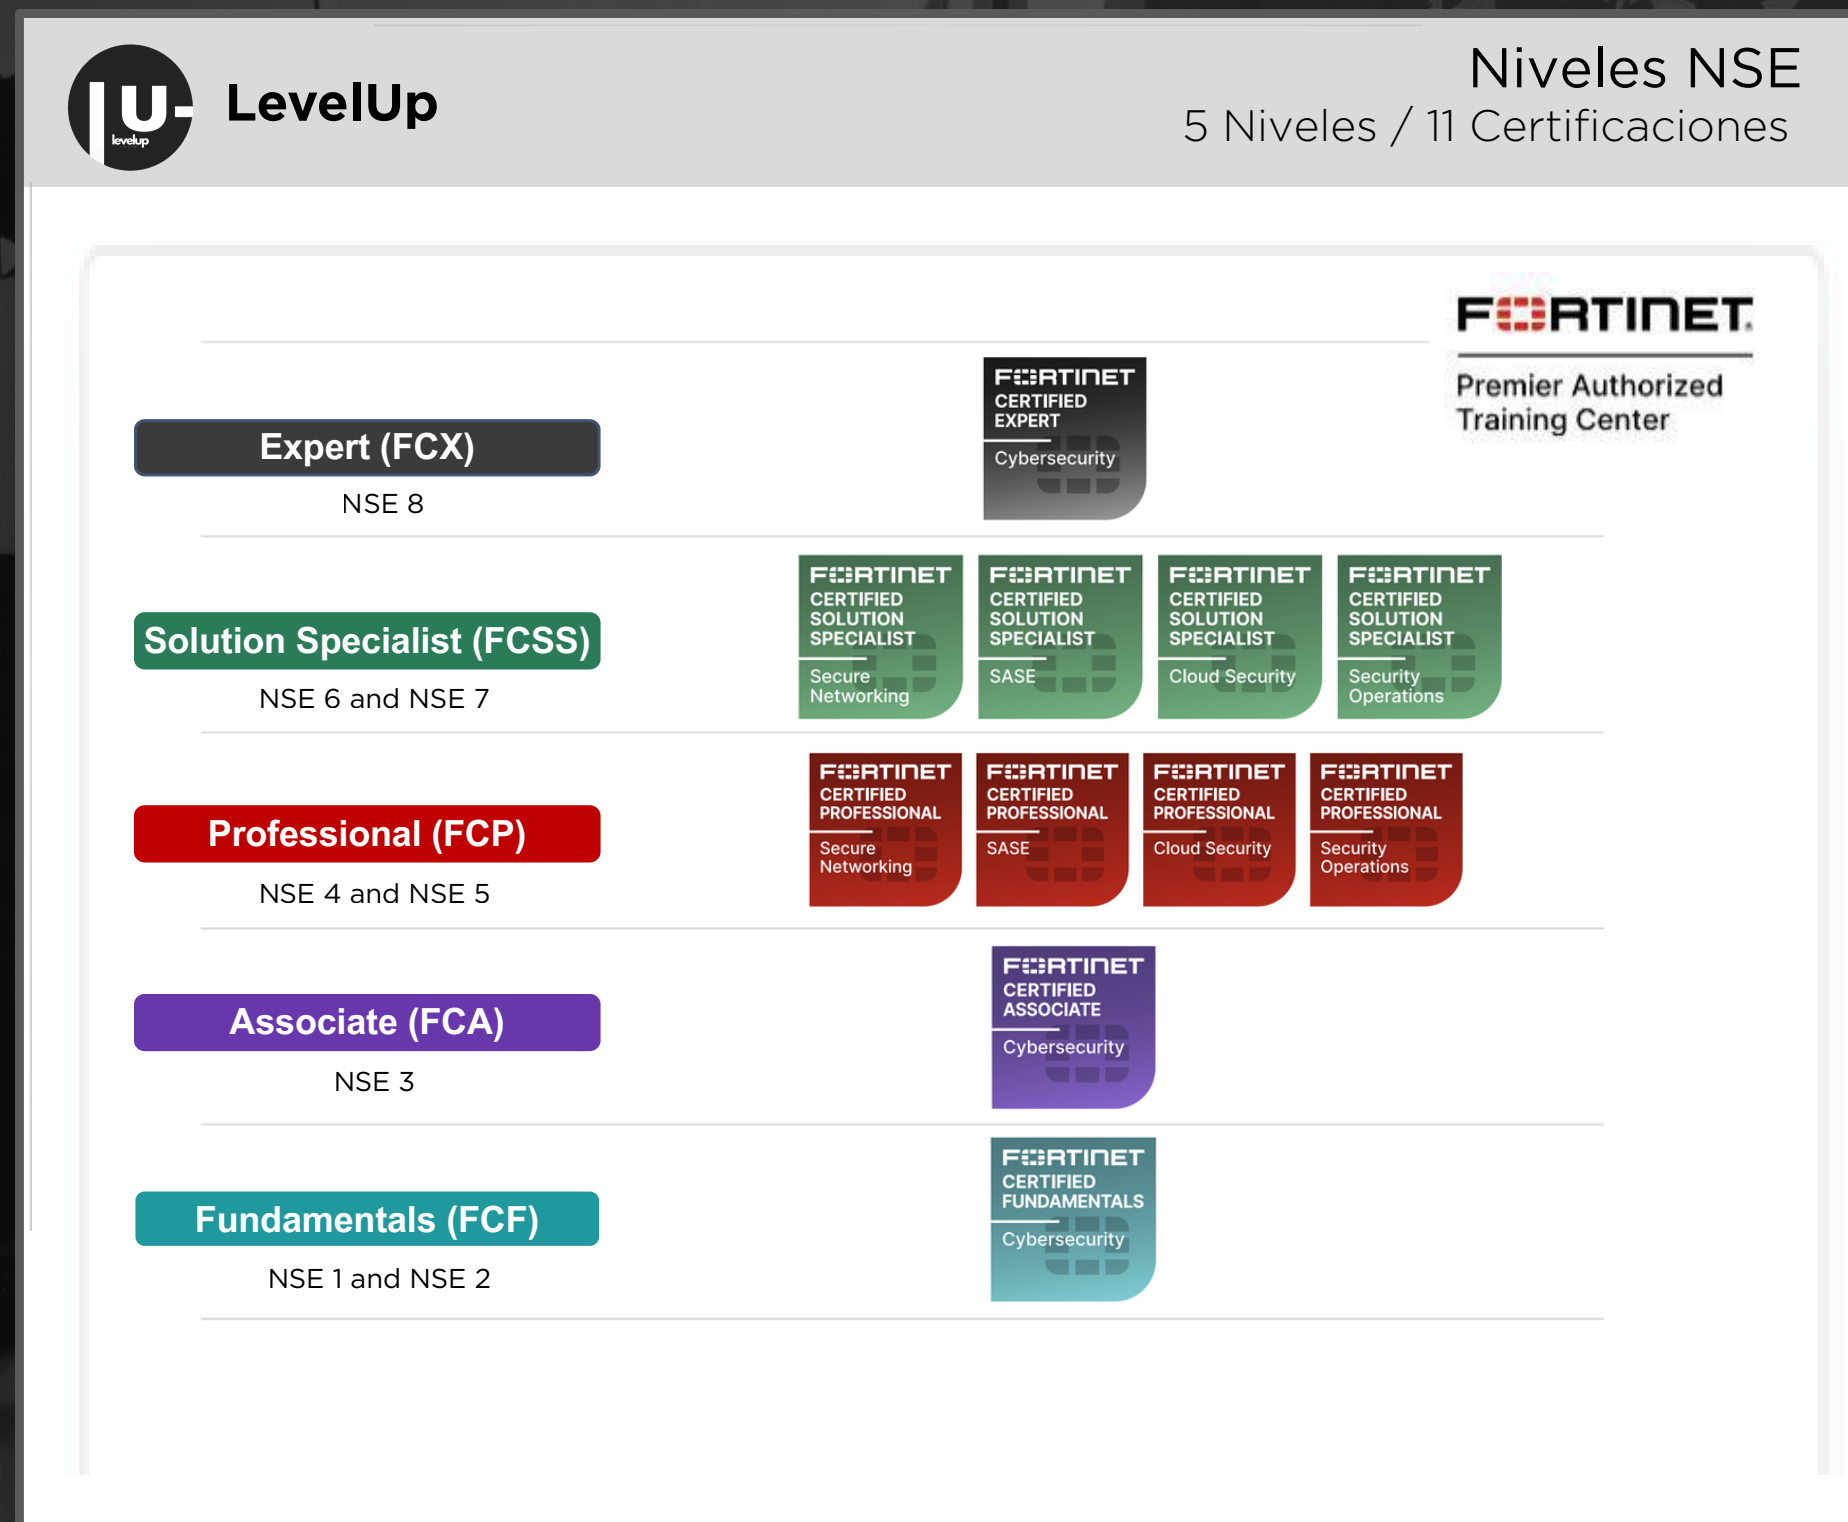 U-
levelup
LevelUp
Niveles NSE
5 Niveles / 11 Certificaciones
FORTINET
Premier Authorized
Training Center
Expert (FCX)
NSE 8
FORTINET
CERTIFIED
EXPERT
Cybersecurity
Solution Specialist (FCSS)
NSE 6 and NSE 7
FORTINET
CERTIFIED
SOLUTION
SPECIALIST
Secure
Networking
FORTINET
CERTIFIED
SOLUTION
SPECIALIST
SASE
FORTINET
CERTIFIED
SOLUTION
SPECIALIST
Cloud Security
FORTINET
CERTIFIED
SOLUTION
SPECIALIST
Security
Operations
Professional (FCP)
NSE 4 and NSE 5
FORTINET
CERTIFIED
PROFESSIONAL
Secure
Networking
FORTINET
CERTIFIED
PROFESSIONAL
SASE
FORTINET
CERTIFIED
PROFESSIONAL
Cloud Security
FORTINET
CERTIFIED
PROFESSIONAL
Security
Operations
Associate (FCA)
NSE 3
FORTINET
CERTIFIED
ASSOCIATE
Cybersecurity
Fundamentals (FCF)
NSE 1 and NSE 2
FORTINET
CERTIFIED
FUNDAMENTALS
Cybersecurity